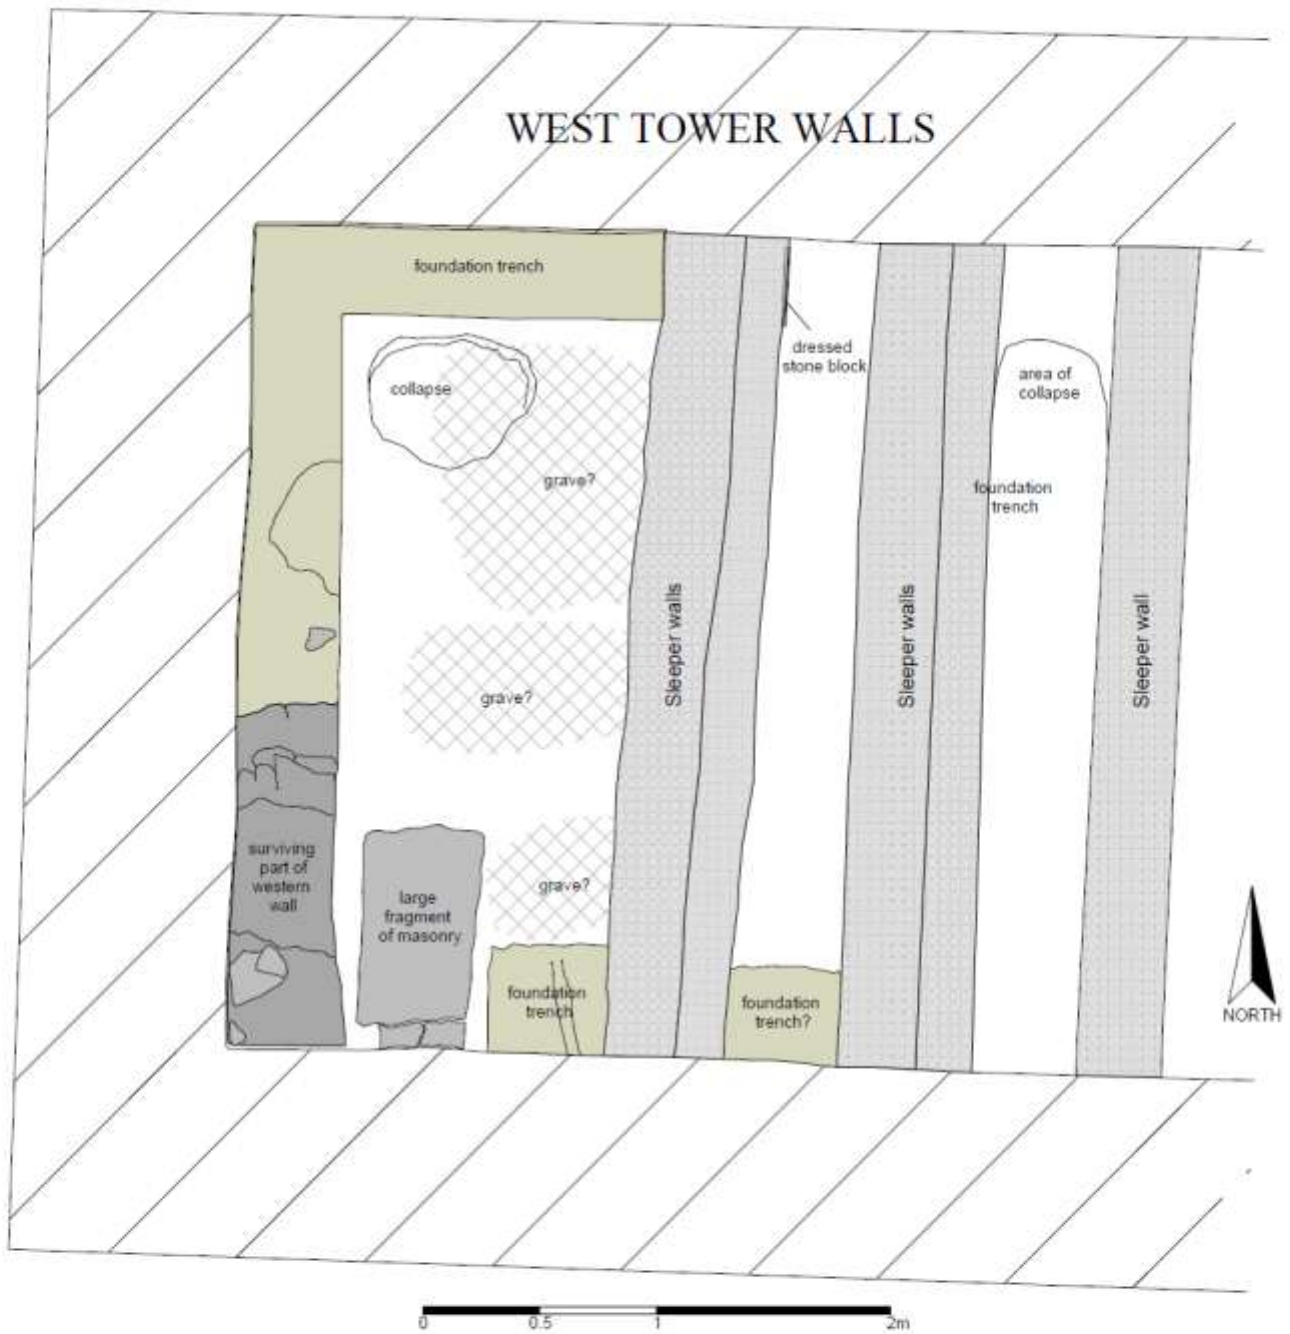 WEST TOWER WALLS
foundation trench
dressed
stone block
collapse
area of
collapse
grave?
foundation
trench
Sleeper walls
Sleeper walls
Sleeper wall
grave?
surviving
part of
western
wall
large
fragment
of masonry
grave?
foundation
trench
foundation
trench?
NORTH
0 0.5 1 2m